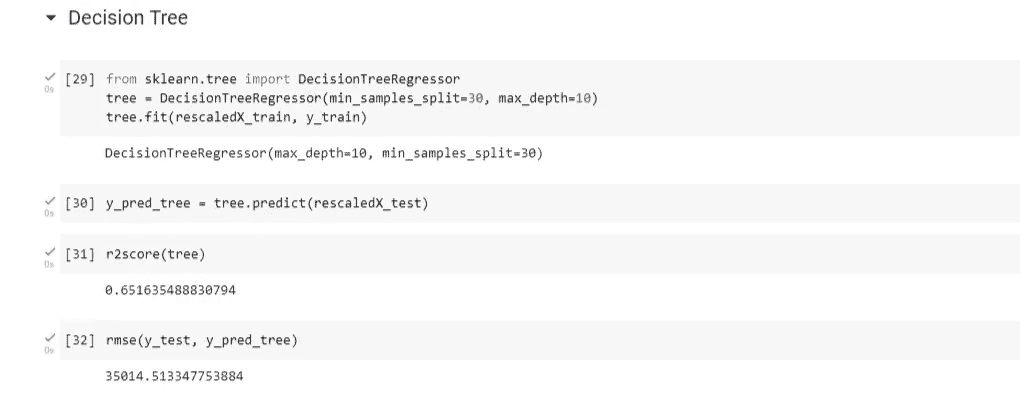 Decision Tree
[29] from sklearn.tree import DecisionTreeRegressor
0s
tree = DecisionTreeRegressor(min_samples_split=30, max_depth=10)
tree.fit(rescaledX_train, y_train)
DecisionTreeRegressor(max_depth=10, min_samples_split=30)
[30] y_pred_tree = tree.predict(rescaledX_test)
0s
[31] r2score(tree)
0s
0.651635488830794
[32] rmse(y_test, y_pred_tree)
0s
35014.513347753884